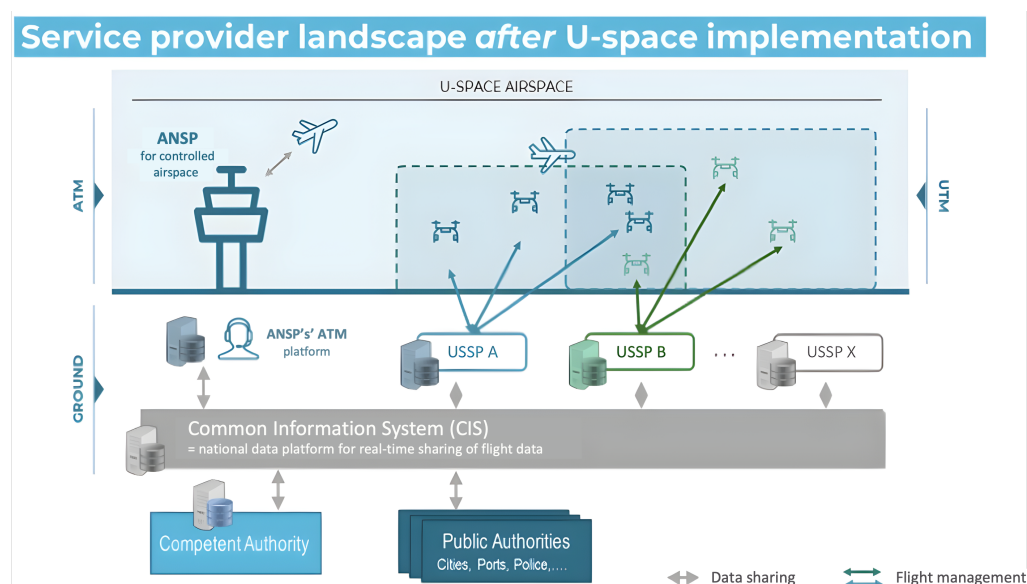 Service provider landscape after U-space implementation
U-SPACE AIRSPACE
ANSP
for controlled
airspace
ATM
UTM
GROUND
ANSP's' ATM
platform
USSP A
USSP B
...
USSP X
Common Information System (CIS)
= national data platform for real-time sharing of flight data
Competent Authority
Public Authorities
Cities, Ports, Police,....
Data sharing
Flight management